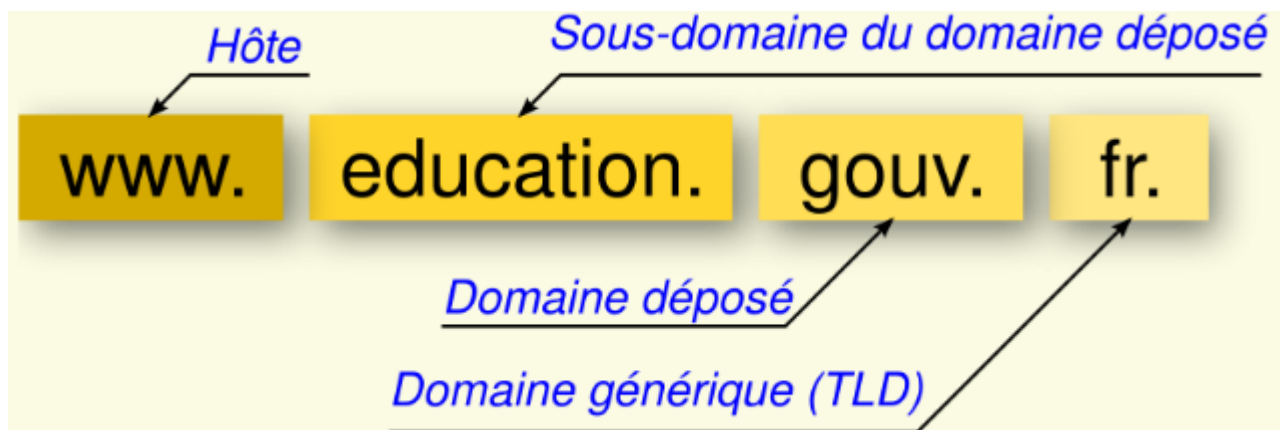 Hôte
Sous-domaine du domaine déposé
www. education. gouv. fr.
Domaine déposé
Domaine générique (TLD)